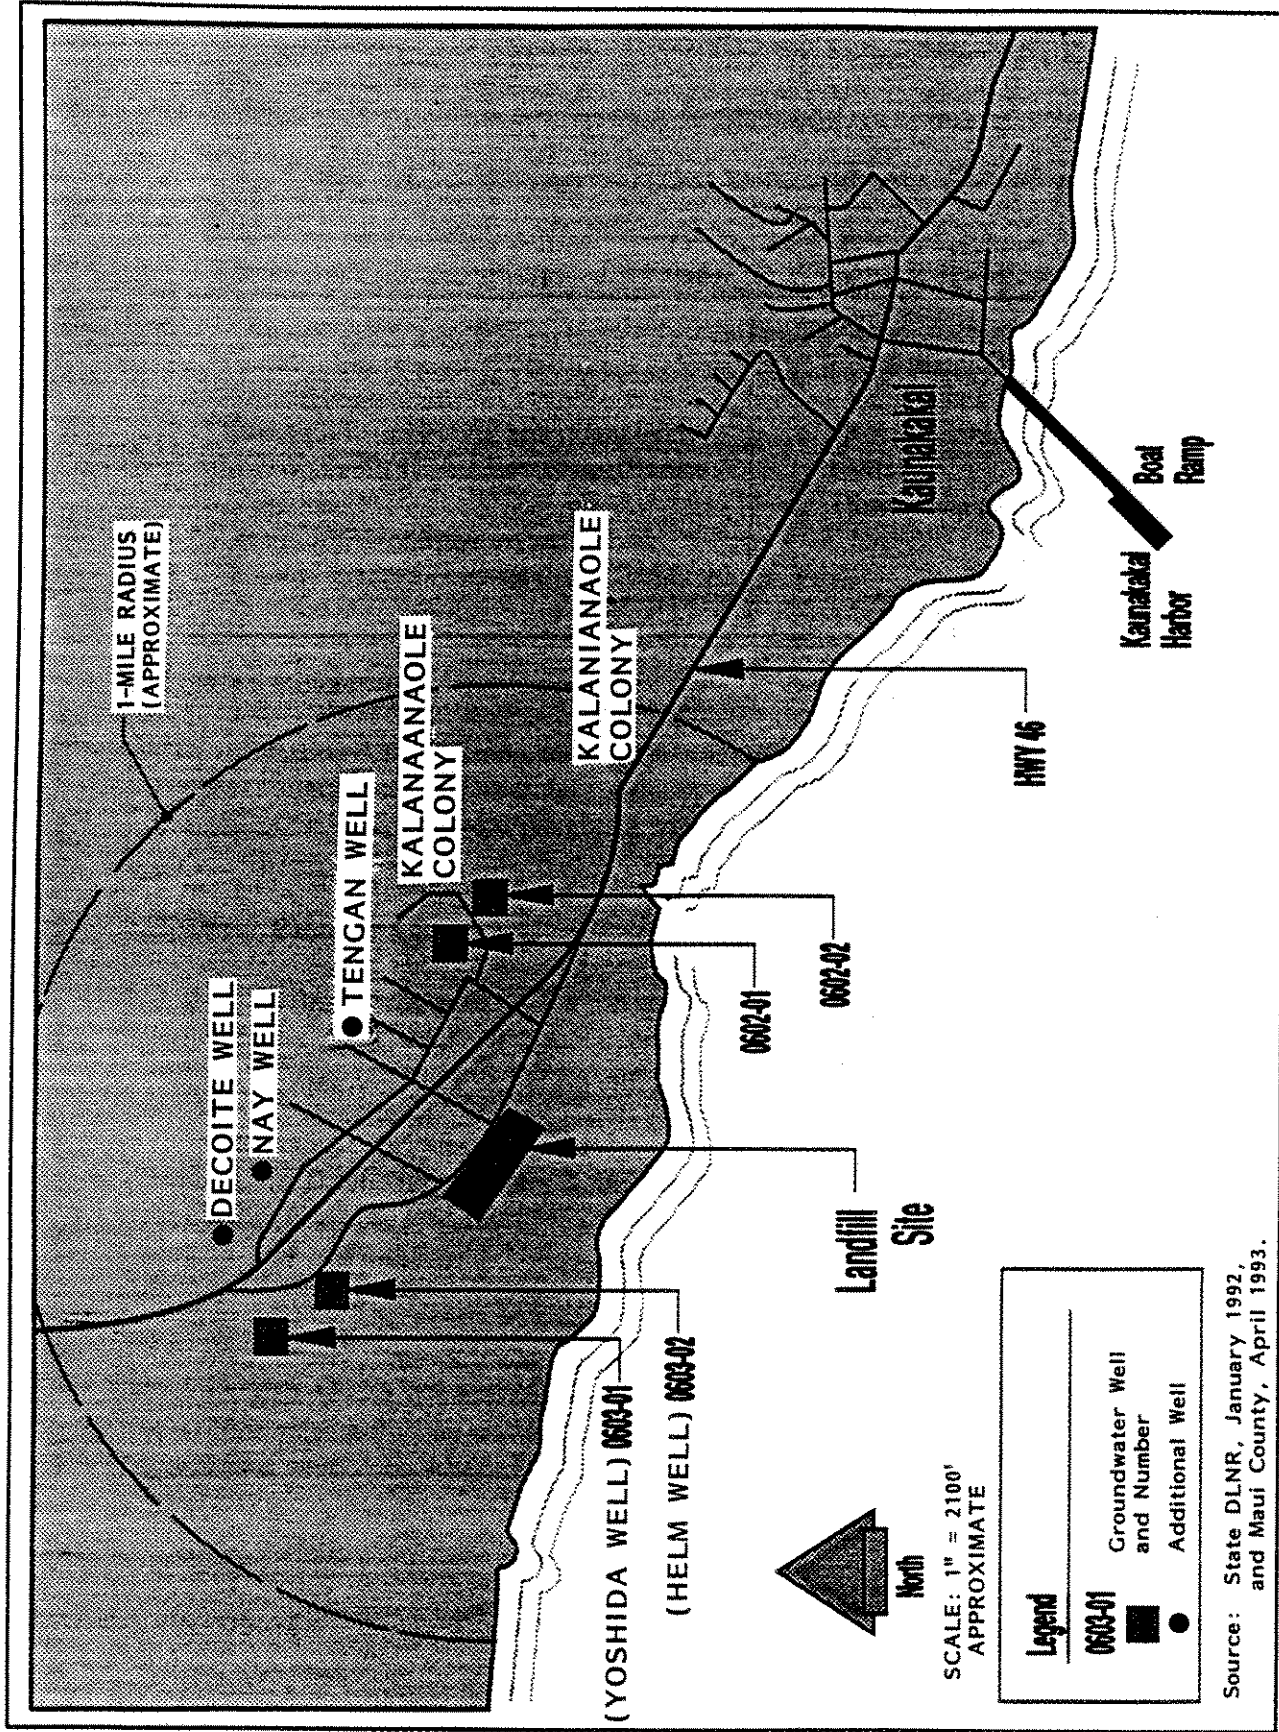 1-MILE RADIUS
(APPROXIMATE)
DECOITE WELL
NAY WELL
TENGAN WELL
KALANAANAOLE
COLONY
KALANIANAOLE
COLONY
Kaunakakai
Boat
Ramp
Kaunakakai
Harbor
HWY 46
0602-02
0602-01
Landfill
Site
(YOSHIDA WELL) 0603-01
(HELM WELL) 0603-02
North
SCALE: 1" = 2100'
APPROXIMATE
Legend
0603-01
Groundwater Well
and Number
Additional Well
Source: State DLNR, January 1992,
and Maui County, April 1993.